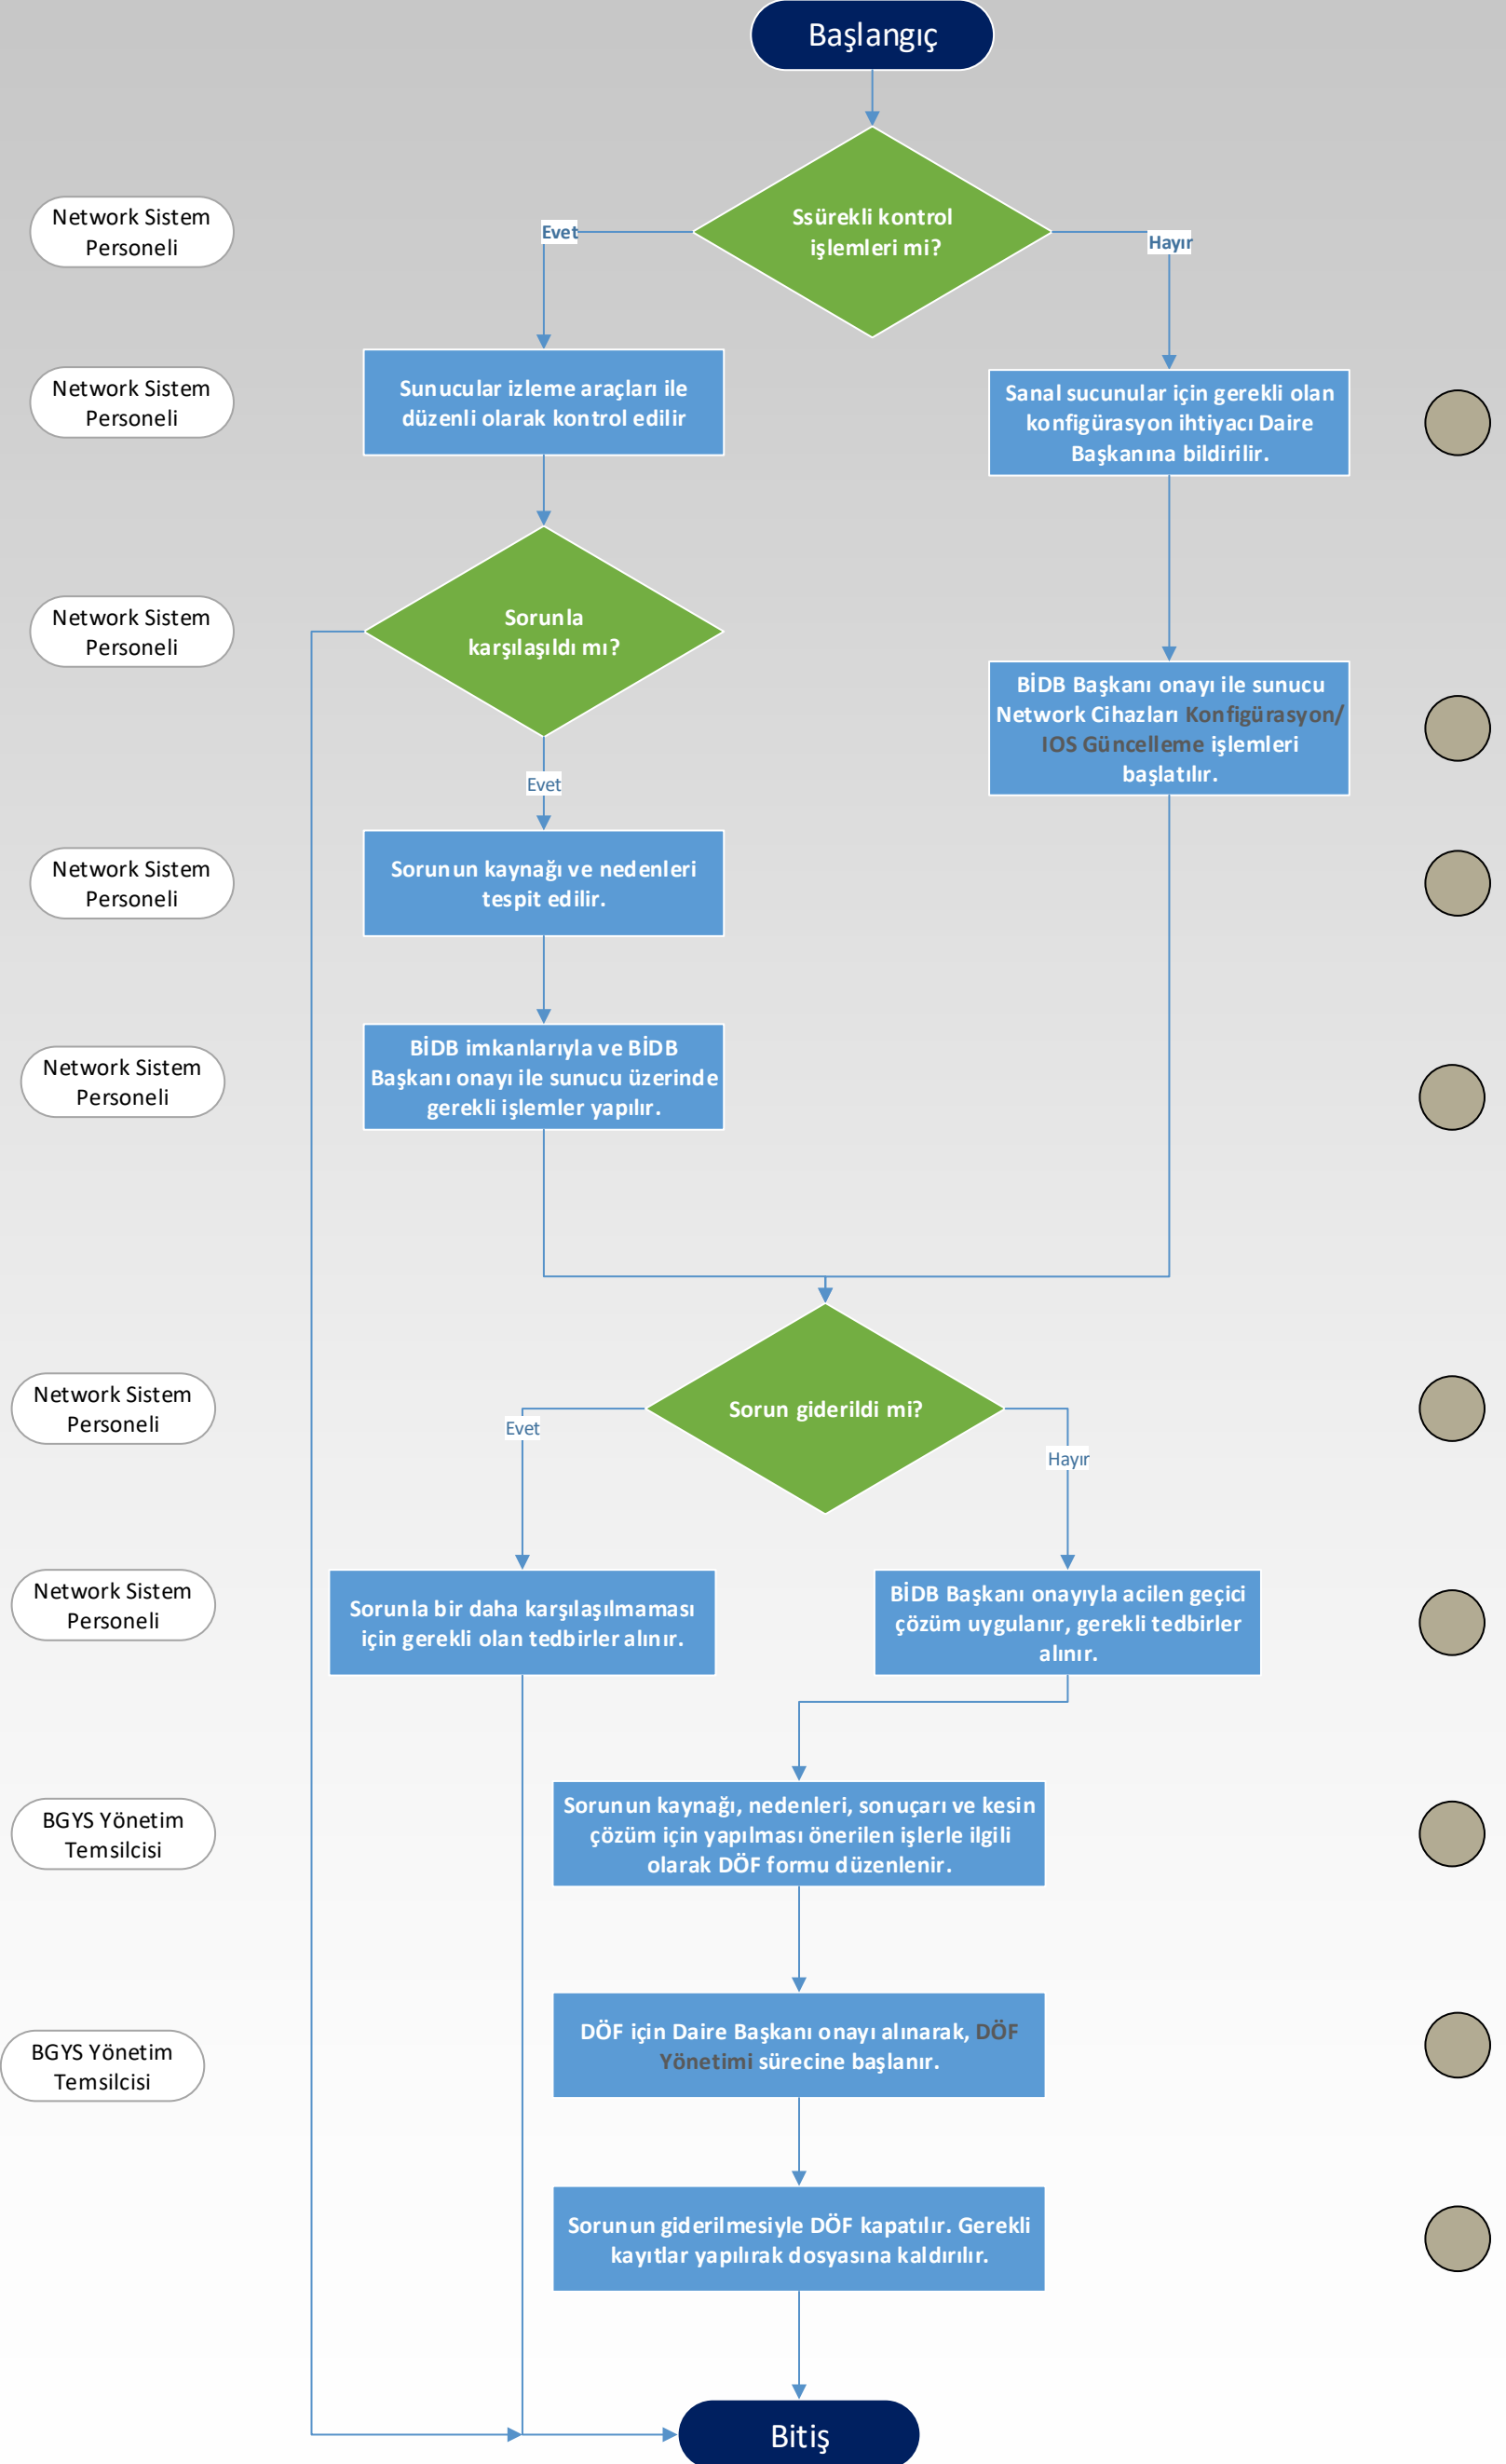 Başlangıç
Network Sistem
Personeli
Ssürekli kontrol
işlemleri mi?
Evet
Hayır
Network Sistem
Personeli
Sunucular izleme araçları ile
düzenli olarak kontrol edilir
Sanal sucunular için gerekli olan
konfigürasyon ihtiyacı Daire
Başkanına bildirilir.
Network Sistem
Personeli
Sorunla
karşılaşıldı mı?
BİDB Başkanı onayı ile sunucu
Network Cihazları Konfigürasyon/
IOS Güncelleme işlemleri
başlatılır.
Evet
Network Sistem
Personeli
Sorunun kaynağı ve nedenleri
tespit edilir.
Network Sistem
Personeli
BİDB imkanlarıyla ve BİDB
Başkanı onayı ile sunucu üzerinde
gerekli işlemler yapılır.
Network Sistem
Personeli
Sorun giderildi mi?
Evet
Hayır
Network Sistem
Personeli
Sorunla bir daha karşılaşılmaması
için gerekli olan tedbirler alınır.
BİDB Başkanı onayıyla acilen geçici
çözüm uygulanır, gerekli tedbirler
alınır.
BGYS Yönetim
Temsilcisi
Sorunun kaynağı, nedenleri, sonuçarı ve kesin
çözüm için yapılması önerilen işlerle ilgili
olarak DÖF formu düzenlenir.
BGYS Yönetim
Temsilcisi
DÖF için Daire Başkanı onayı alınarak, DÖF
Yönetimi sürecine başlanır.
Sorunun giderilmesiyle DÖF kapatılır. Gerekli
kayıtlar yapılırak dosyasına kaldırılır.
Bitiş